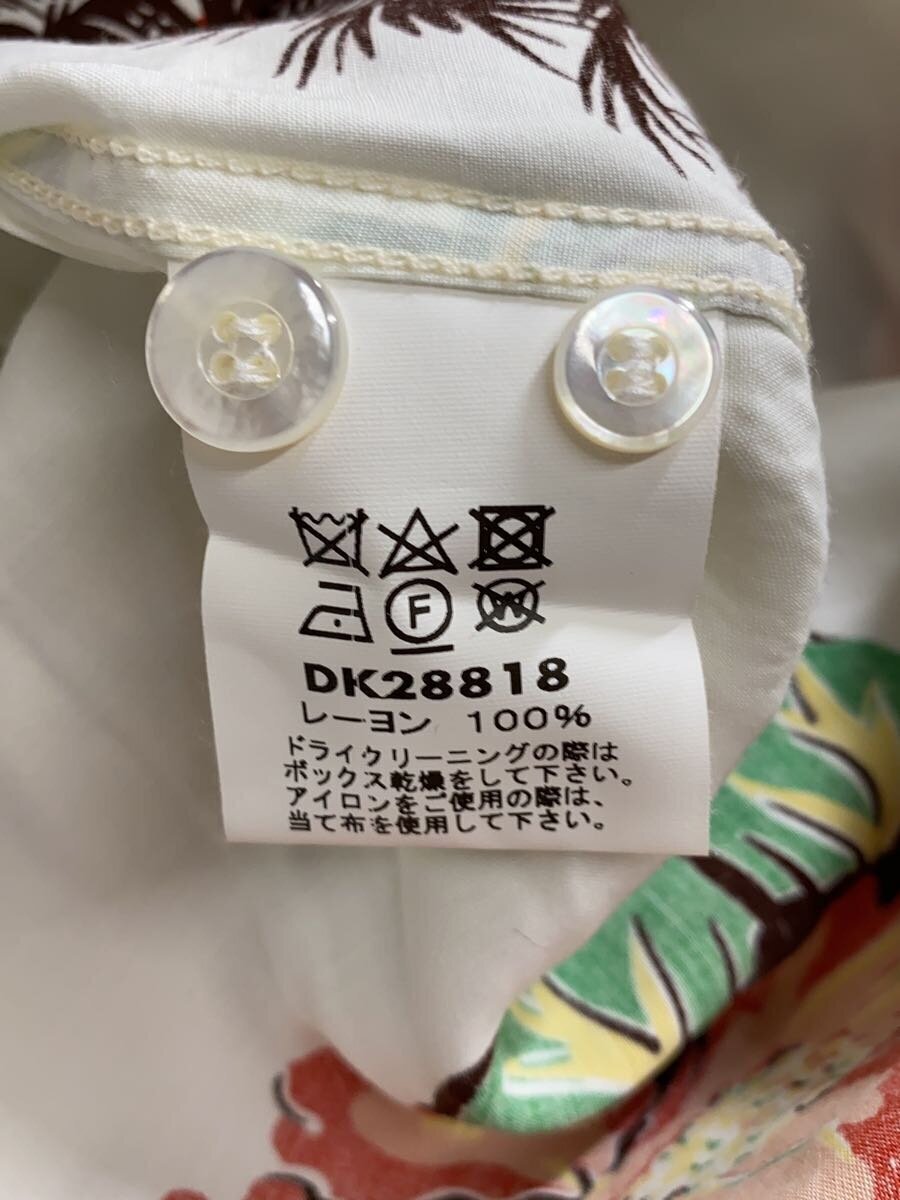 F
W
DK28818
レーヨン 100%
ドライクリーニングの際は
ボックス乾燥をして下さい。
アイロンをご使用の際は、
当て布を使用して下さい。